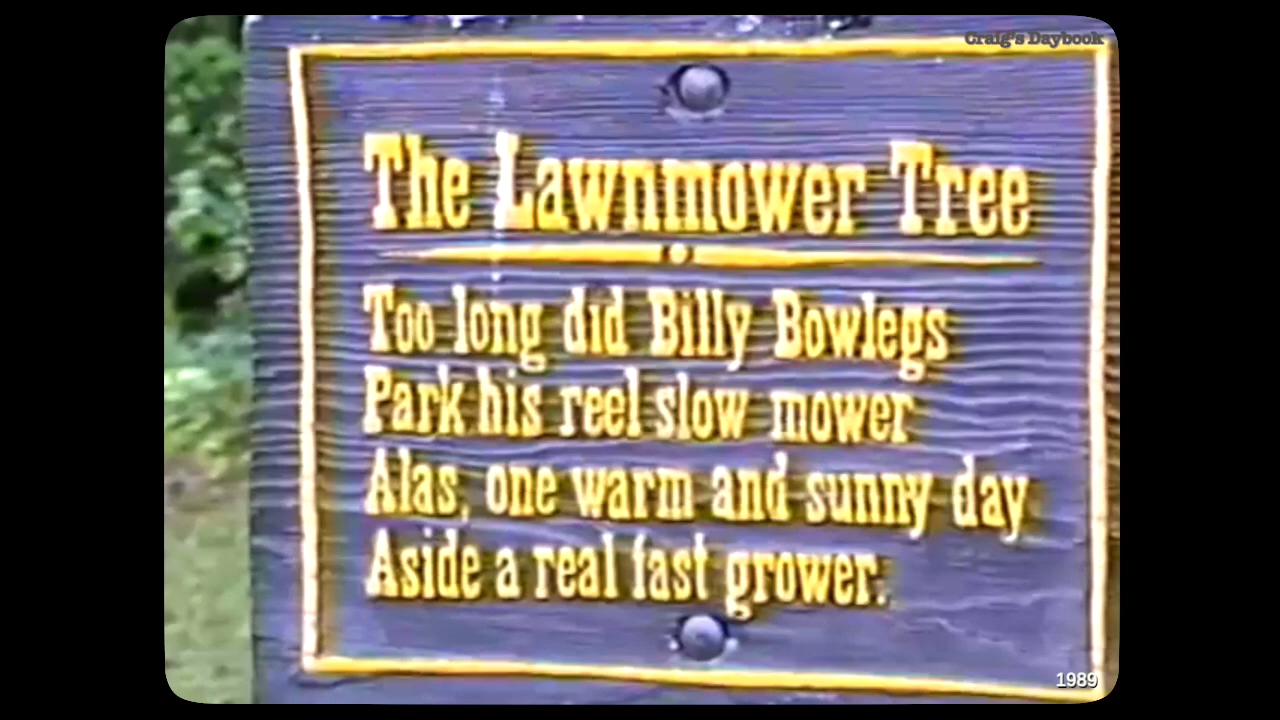 Craig's Daybook
The Lawnmower Tree
Too long did Billy Bowlegs
Park his reel slow mower
Alas, one warm and sunny day
Aside a real fast grower.
1989